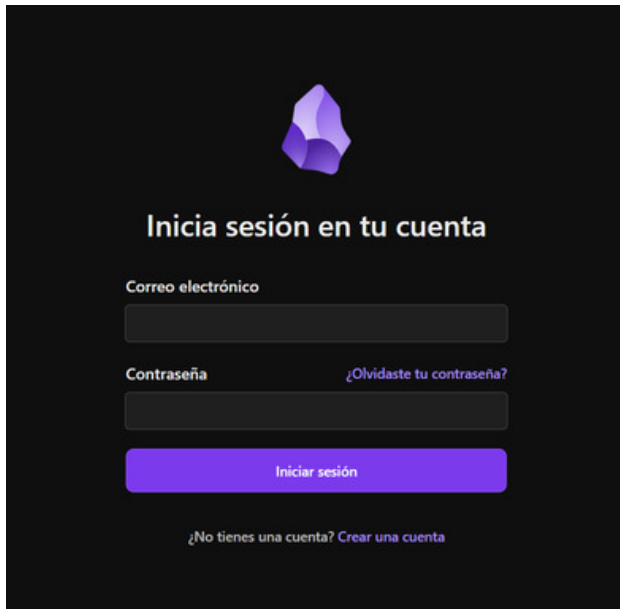 Inicia sesión en tu cuenta
Correo electrónico
Contraseña ¿Olvidaste tu contraseña?
Iniciar sesión
¿No tienes una cuenta? Crear una cuenta